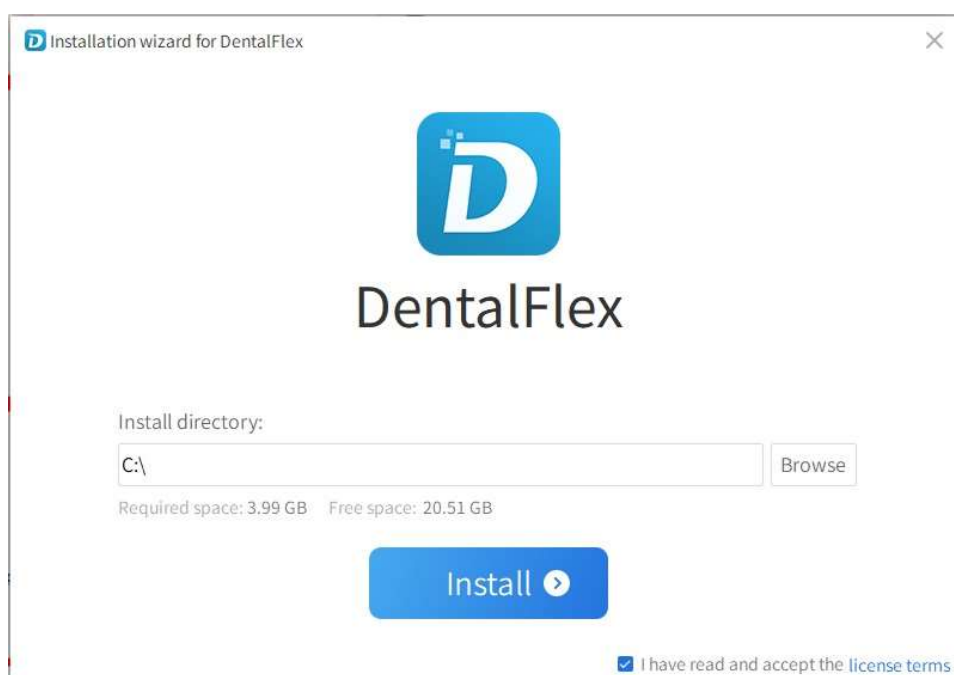 Installation wizard for DentalFlex
DentalFlex
Install directory:
C:\
Browse
Required space: 3.99 GB Free space: 20.51 GB
Install
I have read and accept the license terms